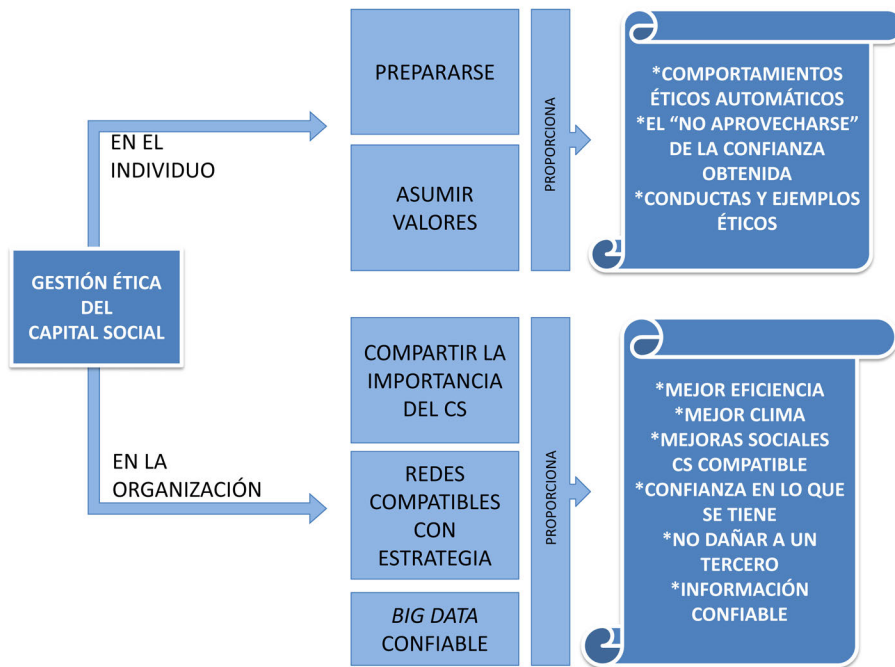 GESTIÓN ÉTICA
DEL
CAPITAL SOCIAL
EN EL
INDIVIDUO
PREPARARSE
ASUMIR
VALORES
PROPORCIONA
*COMPORTAMIENTOS
ÉTICOS AUTOMÁTICOS
*EL “NO APROVECHARSE”
DE LA CONFIANZA
OBTENIDA
*CONDUCTAS Y EJEMPLOS
ÉTICOS
EN LA
ORGANIZACIÓN
COMPARTIR LA
IMPORTANCIA
DEL CS
REDES
COMPATIBLES
CON
ESTRATEGIA
BIG DATA
CONFIABLE
PROPORCIONA
*MEJOR EFICIENCIA
*MEJOR CLIMA
*MEJORAS SOCIALES
CS COMPATIBLE
*CONFIANZA EN LO QUE
SE TIENE
*NO DAÑAR A UN
TERCERO
*INFORMACIÓN
CONFIABLE